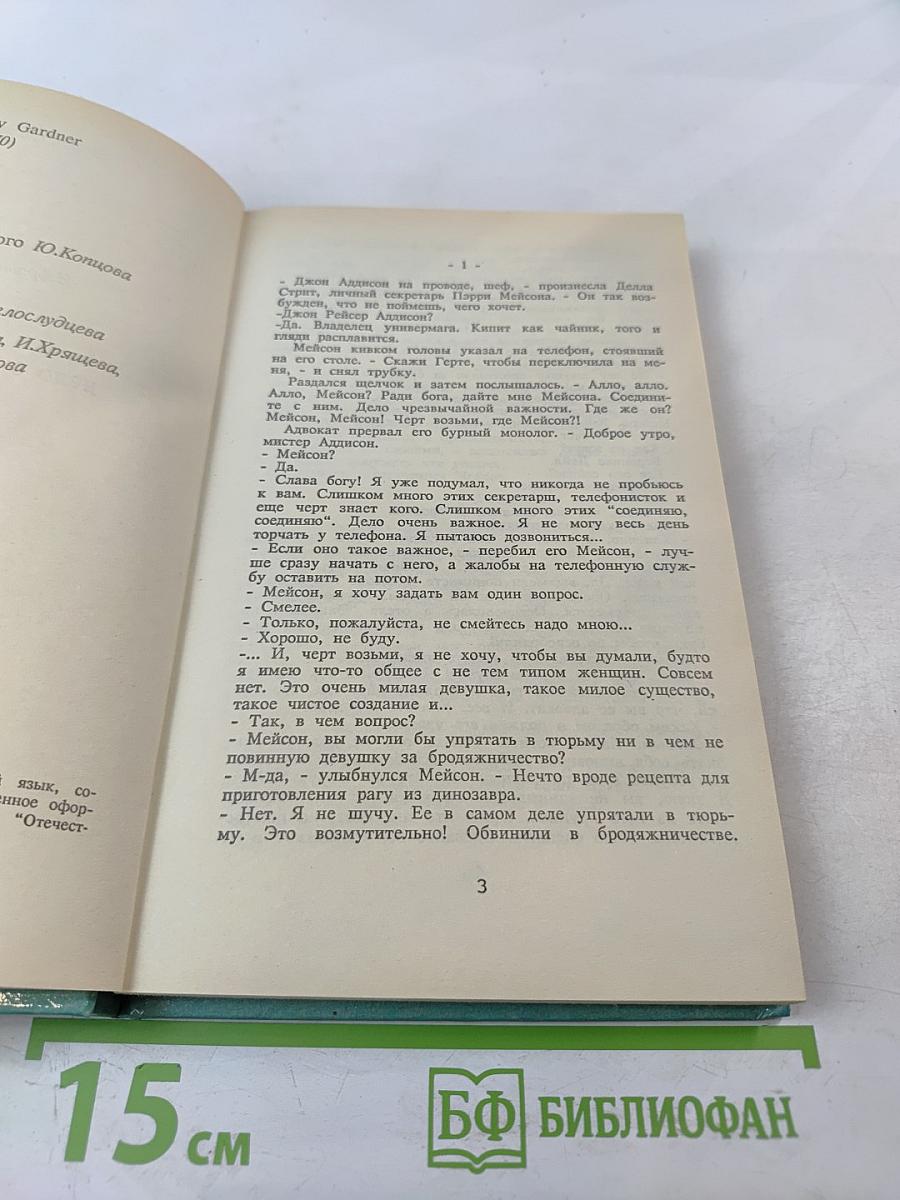 y Gardner
0)
ого Ю.Копцова
елослудцева
, И.Хрящева,
ова
й язык, со-
енное офор-
"Отечест-
- 1 -
- Джон Аддисон на проводе, шеф, - произнесла Делла
Стрит, личный секретарь Пэрри Мейсона. - Он так воз-
бужден, что не поймешь, чего хочет.
-Джон Рейсер Аддисон?
-Да. Владелец универмага. Кипит как чайник, того и
гляди расплавится.
Мейсон кивком головы указал на телефон, стоявший
на его столе. - Скажи Герте, чтобы переключила на ме-
ня, - и снял трубку.
Раздался щелчок и затем послышалось. - Алло, алло.
Алло, Мейсон? Ради бога, дайте мне Мейсона. Соедини-
те с ним. Дело чрезвычайной важности. Где же он?
Мейсон, Мейсон! Черт возьми, где Мейсон?!
Адвокат прервал его бурный монолог. - Доброе утро,
мистер Аддисон.
- Мейсон?
- Да.
- Слава богу! Я уже подумал, что никогда не пробьюсь
к вам. Слишком много этих секретарш, телефонисток и
еще черт знает кого. Слишком много этих "соединяю,
соединяю". Дело очень важное. Я не могу весь день
торчать у телефона. Я пытаюсь дозвониться...
- Если оно такое важное, - перебил его Мейсон, - луч-
ше сразу начать с него, а жалобы на телефонную служ-
бу оставить на потом.
- Мейсон, я хочу задать вам один вопрос.
- Смелее.
- Только, пожалуйста, не смейтесь надо мною...
- Хорошо, не буду.
-... И, черт возьми, я не хочу, чтобы вы думали, будто
я имею что-то общее с не тем типом женщин. Совсем
нет. Это очень милая девушка, такое милое существо,
такое чистое создание и...
- Так, в чем вопрос?
- Мейсон, вы могли бы упрятать в тюрьму ни в чем не
повинную девушку за бродяжничество?
- М-да, - улыбнулся Мейсон. - Нечто вроде рецепта для
приготовления рагу из динозавра.
- Нет. Я не шучу. Ее в самом деле упрятали в тюрь-
му. Это возмутительно! Обвинили в бродяжничестве.
3
15 см
БФ БИБЛИОФАН